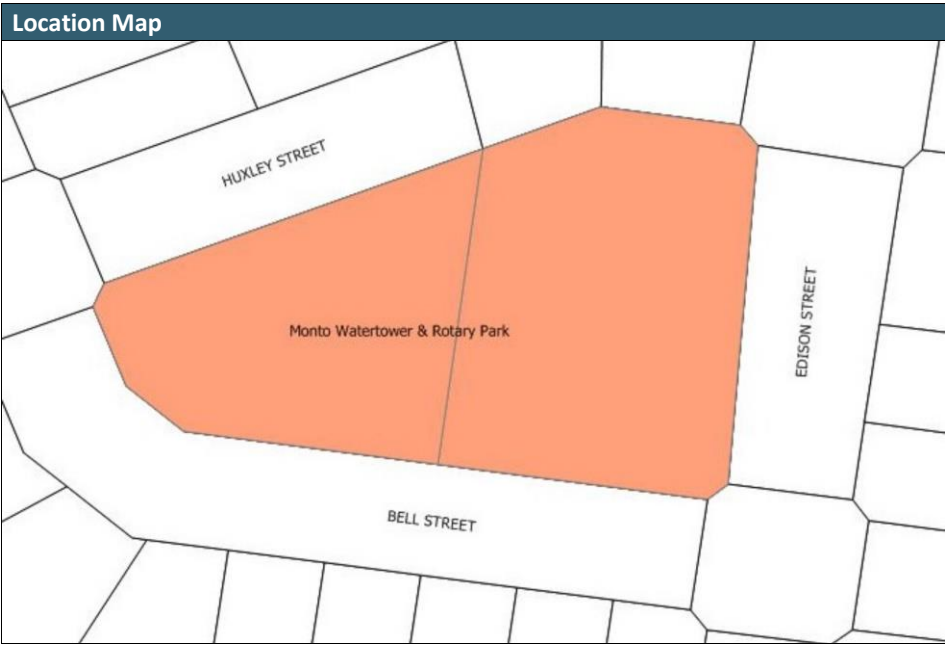 Location Map
HUXLEY STREET
Monto Watertower & Rotary Park
EDISON STREET
BELL STREET